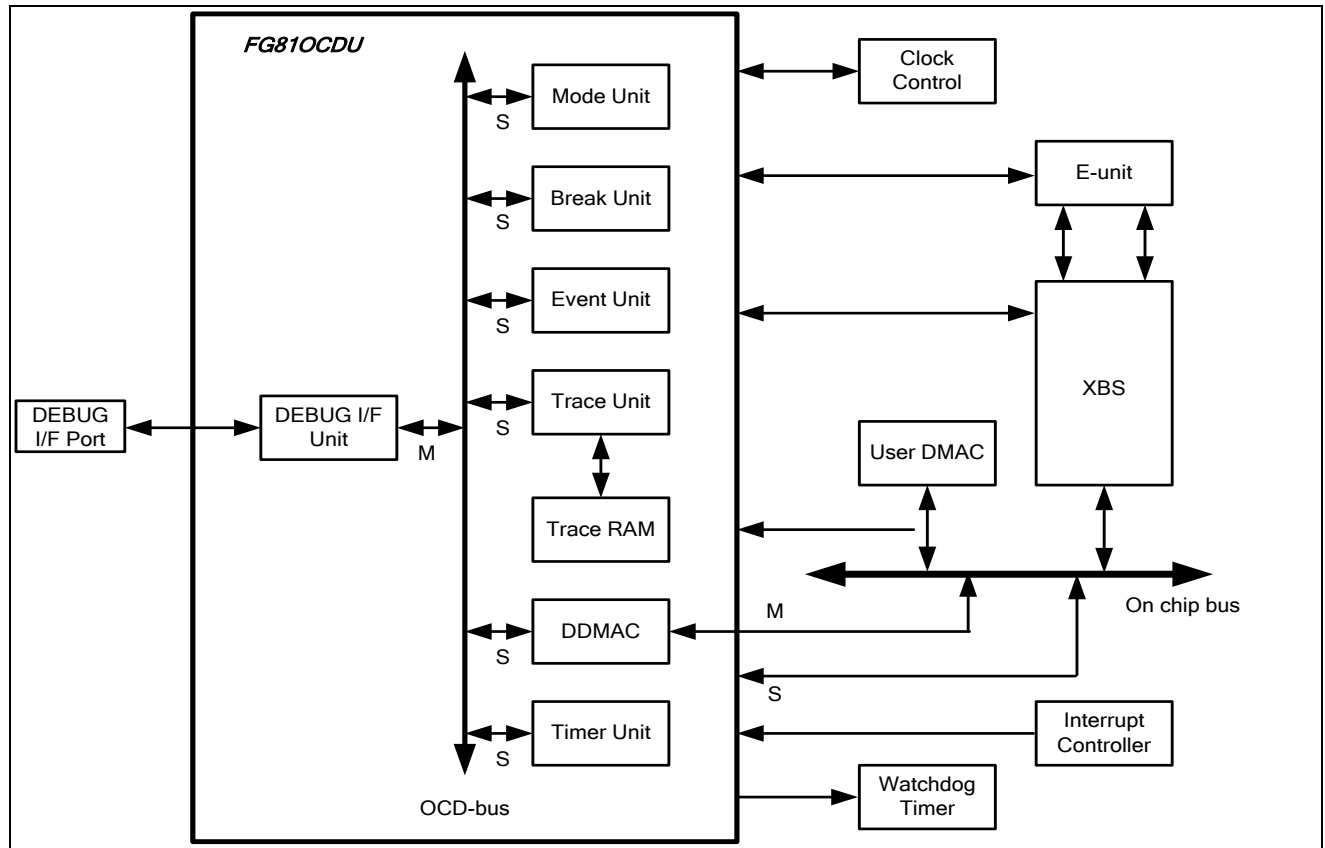 FG81OCDU
Mode Unit
S
Break Unit
S
Event Unit
S
Trace Unit
S
Trace RAM
DDMAC
S
Timer Unit
S
OCD-bus
DEBUG
I/F Port
DEBUG I/F
Unit
M
Clock
Control
E-unit
XBS
User DMAC
On chip bus
M
S
Interrupt
Controller
Watchdog
Timer